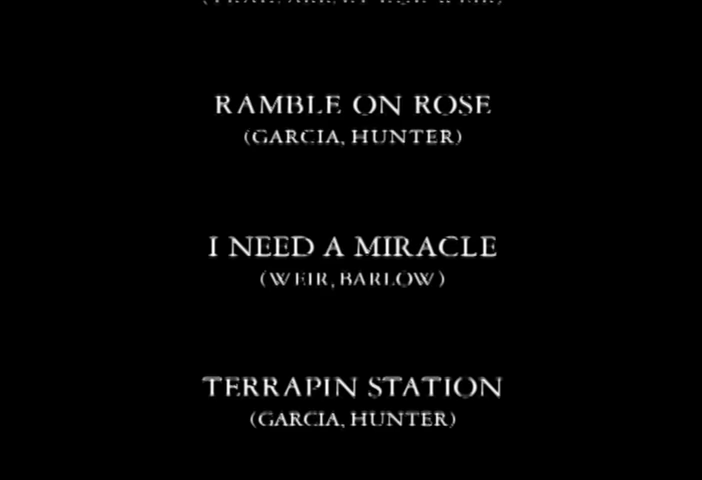 RAMBLE ON ROSE
(GARCIA, HUNTER)
I NEED A MIRACLE
(WEIR, BARLOW)
TERRAPIN STATION
(GARCIA, HUNTER)